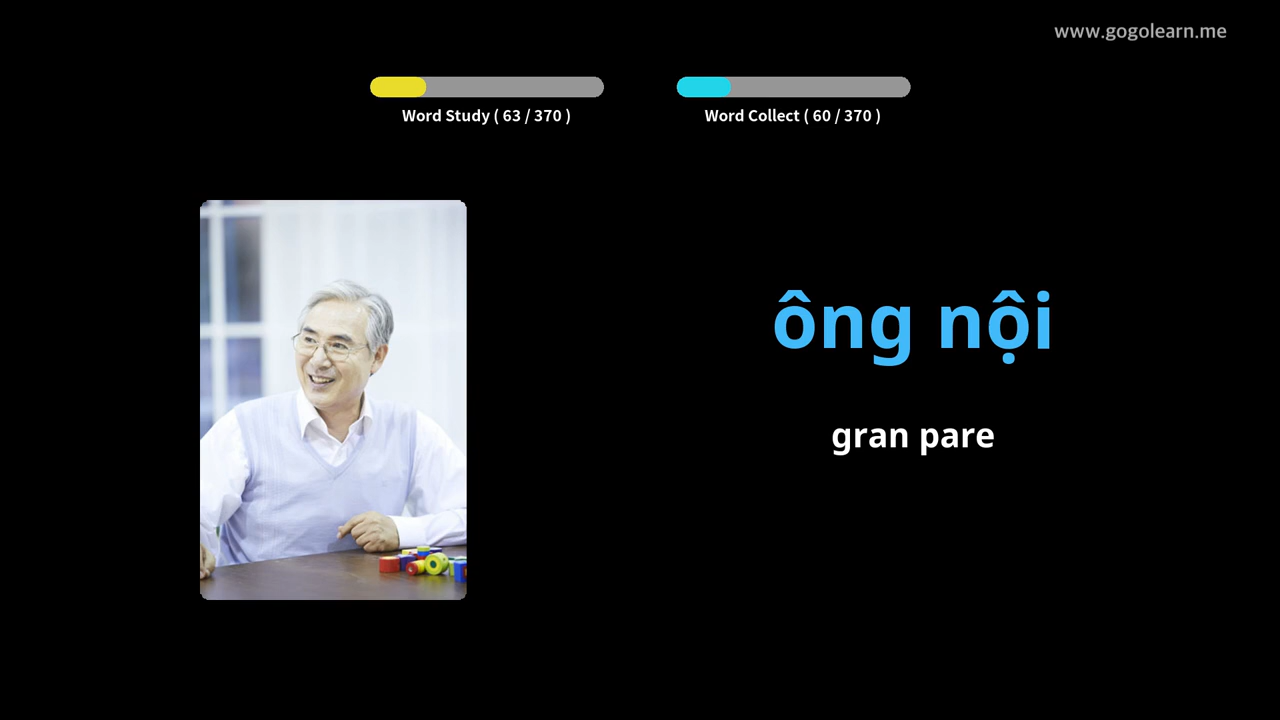 www.gogolearn.me
Word Study ( 63 / 370 )
Word Collect ( 60 / 370 )
ông nội
gran pare